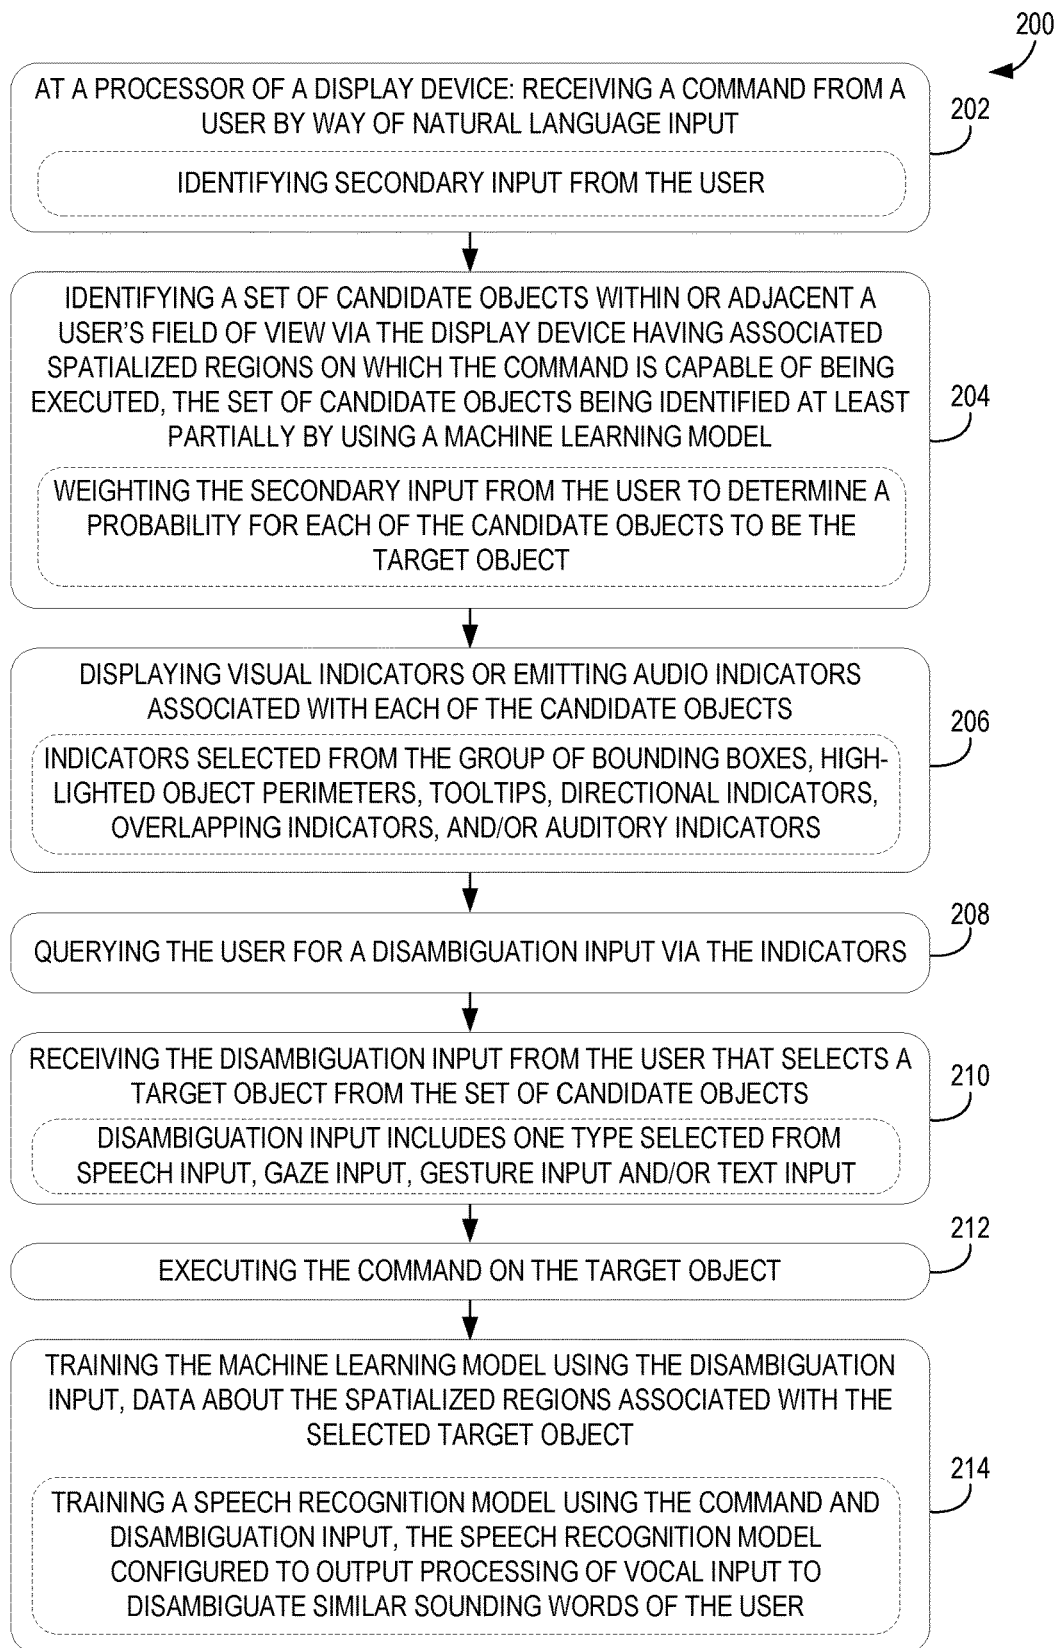 200
AT A PROCESSOR OF A DISPLAY DEVICE: RECEIVING A COMMAND FROM A
USER BY WAY OF NATURAL LANGUAGE INPUT
202
IDENTIFYING SECONDARY INPUT FROM THE USER
IDENTIFYING A SET OF CANDIDATE OBJECTS WITHIN OR ADJACENT A
USER'S FIELD OF VIEW VIA THE DISPLAY DEVICE HAVING ASSOCIATED
SPATIALIZED REGIONS ON WHICH THE COMMAND IS CAPABLE OF BEING
EXECUTED, THE SET OF CANDIDATE OBJECTS BEING IDENTIFIED AT LEAST
PARTIALLY BY USING A MACHINE LEARNING MODEL
204
WEIGHTING THE SECONDARY INPUT FROM THE USER TO DETERMINE A
PROBABILITY FOR EACH OF THE CANDIDATE OBJECTS TO BE THE
TARGET OBJECT
DISPLAYING VISUAL INDICATORS OR EMITTING AUDIO INDICATORS
ASSOCIATED WITH EACH OF THE CANDIDATE OBJECTS
206
INDICATORS SELECTED FROM THE GROUP OF BOUNDING BOXES, HIGH-
LIGHTED OBJECT PERIMETERS, TOOLTIPS, DIRECTIONAL INDICATORS,
OVERLAPPING INDICATORS, AND/OR AUDITORY INDICATORS
208
QUERYING THE USER FOR A DISAMBIGUATION INPUT VIA THE INDICATORS
RECEIVING THE DISAMBIGUATION INPUT FROM THE USER THAT SELECTS A
TARGET OBJECT FROM THE SET OF CANDIDATE OBJECTS
210
DISAMBIGUATION INPUT INCLUDES ONE TYPE SELECTED FROM
SPEECH INPUT, GAZE INPUT, GESTURE INPUT AND/OR TEXT INPUT
212
EXECUTING THE COMMAND ON THE TARGET OBJECT
TRAINING THE MACHINE LEARNING MODEL USING THE DISAMBIGUATION
INPUT, DATA ABOUT THE SPATIALIZED REGIONS ASSOCIATED WITH THE
SELECTED TARGET OBJECT
214
TRAINING A SPEECH RECOGNITION MODEL USING THE COMMAND AND
DISAMBIGUATION INPUT, THE SPEECH RECOGNITION MODEL
CONFIGURED TO OUTPUT PROCESSING OF VOCAL INPUT TO
DISAMBIGUATE SIMILAR SOUNDING WORDS OF THE USER